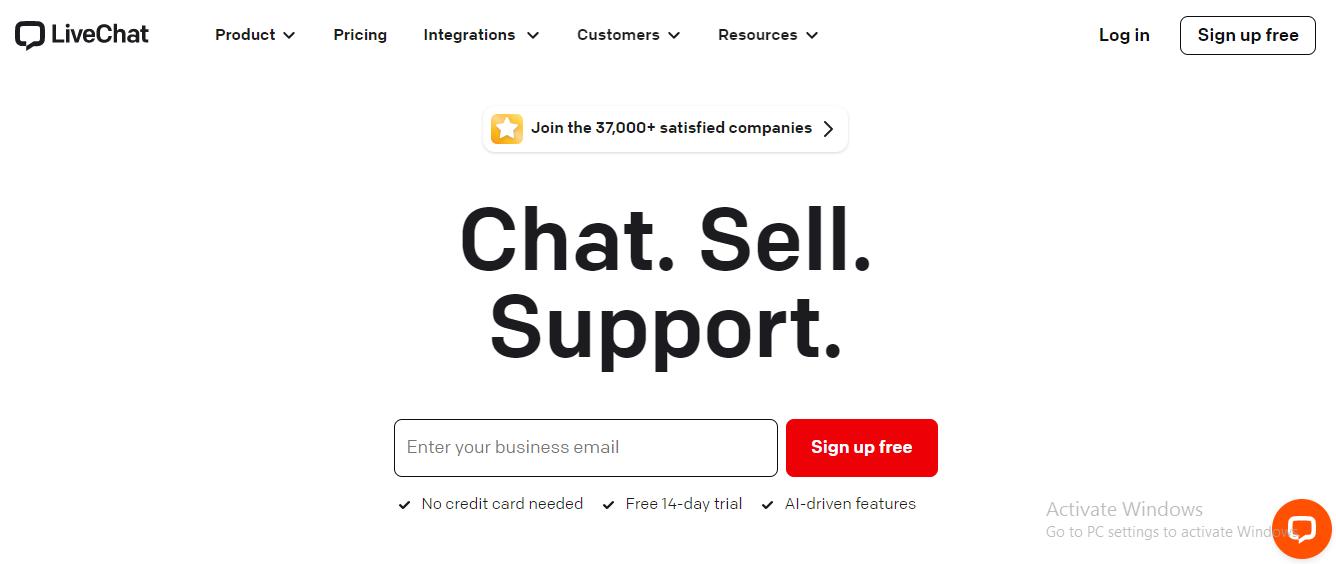 LiveChat Product Pricing Integrations Customers Resources Log in Sign up free
Join the 37,000+ satisfied companies
Chat. Sell.
Support.
Enter your business email Sign up free
No credit card needed Free 14-day trial AI-driven features
Activate Windows
Go to PC settings to activate Windows.